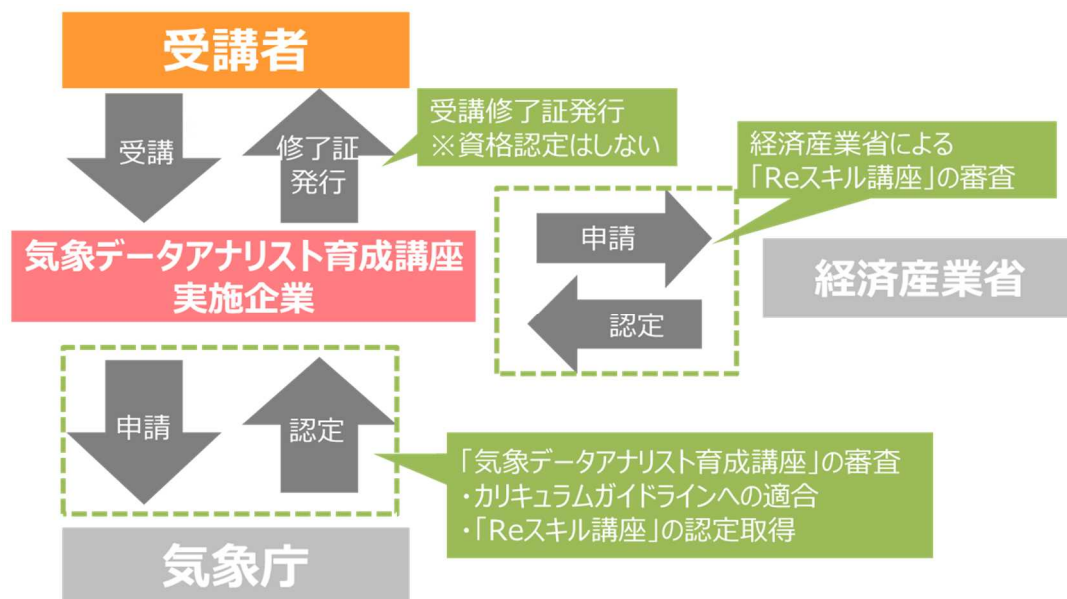 受講者
受講
修了証
発行
受講修了証発行
※資格認定はしない
経済産業省による
「Reスキル講座」の審査
気象データアナリスト育成講座
実施企業
申請
認定
経済産業省
申請
認定
「気象データアナリスト育成講座」の審査
・カリキュラムガイドラインへの適合
・「Reスキル講座」の認定取得
気象庁